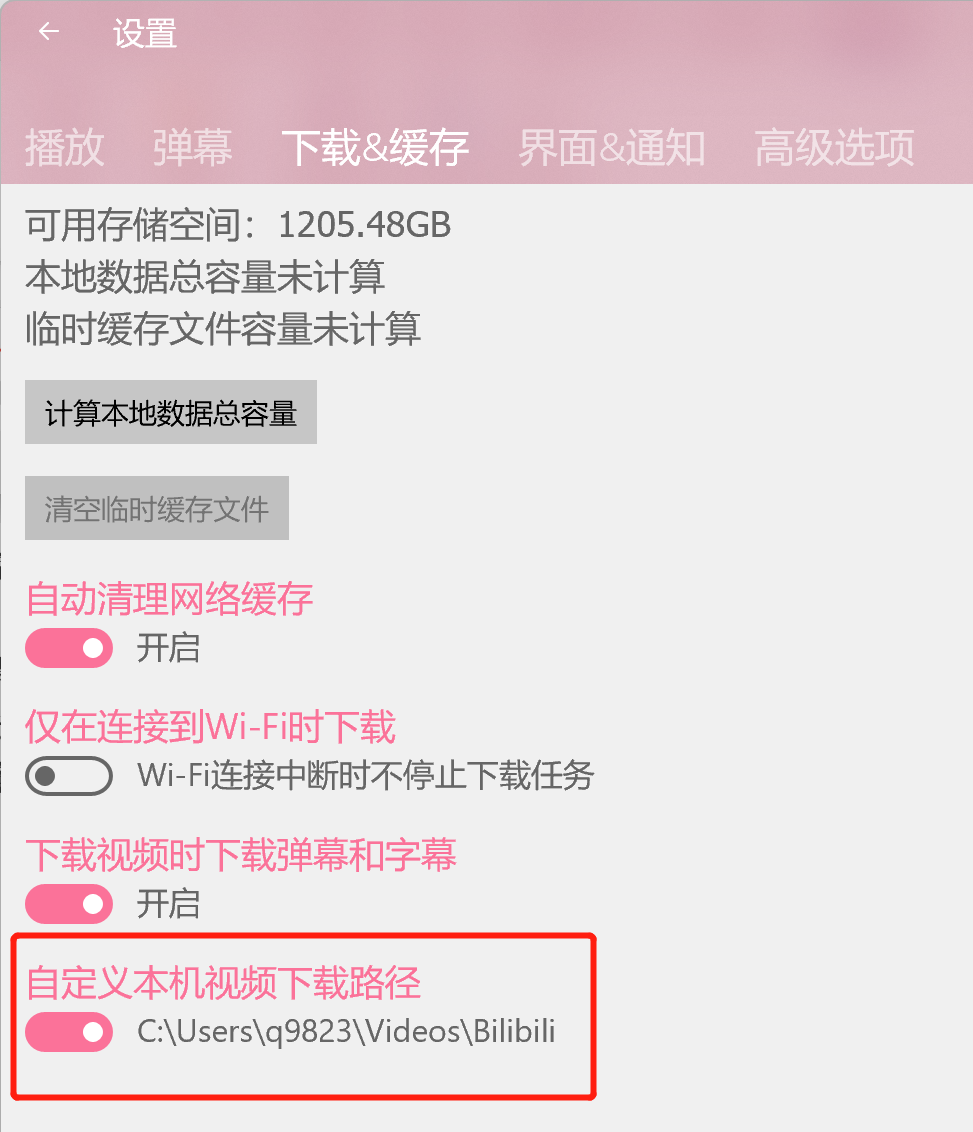 设置
播放 弹幕 下载&缓存 界面&通知 高级选项
可用存储空间：1205.48GB
本地数据总容量未计算
临时缓存文件容量未计算
计算本地数据总容量
清空临时缓存文件
自动清理网络缓存
开启
仅在连接到Wi-Fi时下载
Wi-Fi连接中断时不停止下载任务
下载视频时下载弹幕和字幕
开启
自定义本机视频下载路径
C:\Users\q9823\Videos\Bilibili